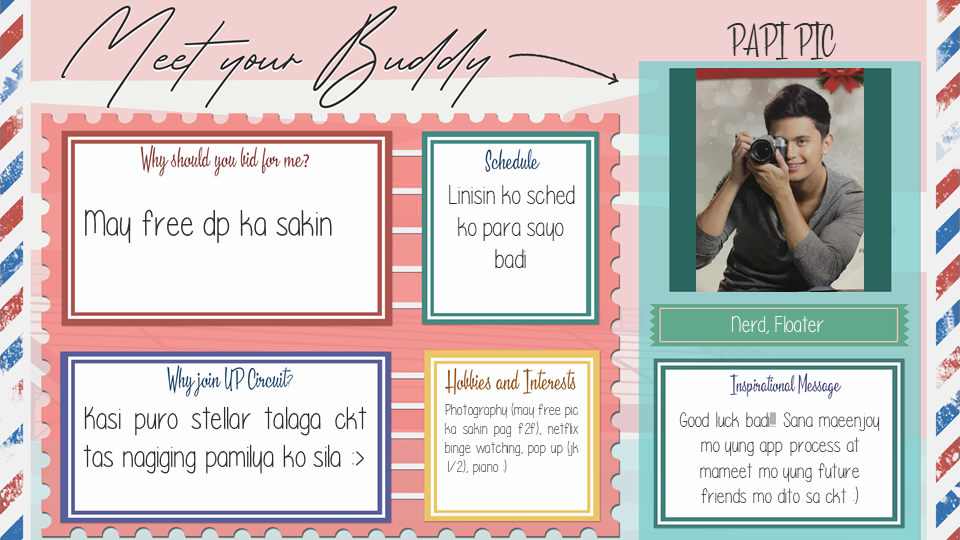 Meet your Buddy
PAPI PIC
Why should you bid for me?
May free dp ka sakin
Schedule
Linisin ko sched
ko para sayo
badi
Nerd, Floater
Why join UP Circuit?
Kasi puro stellar talaga ckt
tas nagiging pamilya ko sila :>
Hobbies and Interests
Photography (may free pic
ka sakin pag f2f), netflix
binge watching, pop up (jk
1/2), piano :)
Inspirational Message
Good luck badi!!! Sana maeenjoy
mo yung app process at
mameet mo yung future
friends mo dito sa ckt :)